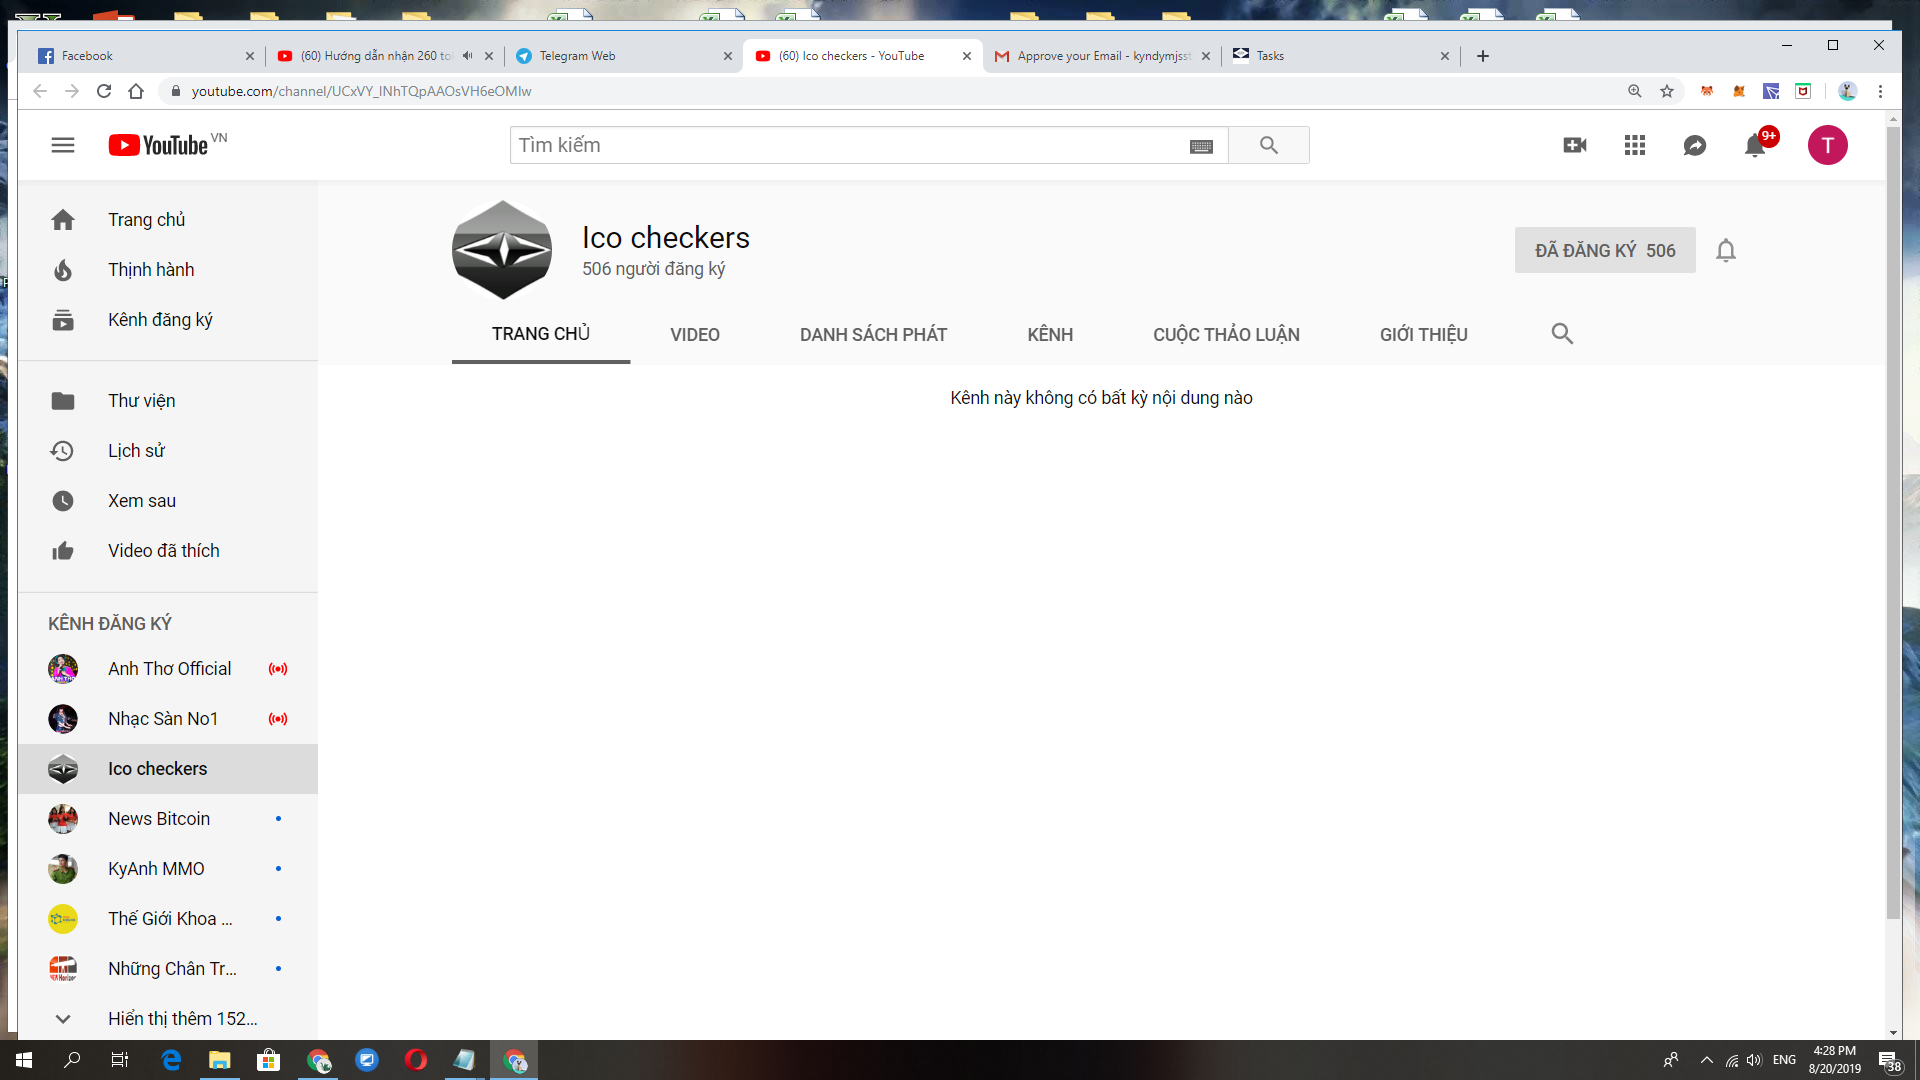 Facebook
(60) Hướng dẫn nhận 260 to
Telegram Web
(60) Ico checkers - YouTube
Approve your Email - kyndymjsst
Tasks
youtube.com/channel/UCxVY_lNhTQpAAOsVH6eOMlw
YouTube VN
Tìm kiếm
9+
T
Trang chủ
Thịnh hành
Kênh đăng ký
Thư viện
Lịch sử
Xem sau
Video đã thích
KÊNH ĐĂNG KÝ
Anh Thơ Official
Nhạc Sàn No1
Ico checkers
News Bitcoin
KyAnh MMO
Thế Giới Khoa ...
Những Chân Tr...
Hiển thị thêm 152...
Ico checkers
506 người đăng ký
ĐÃ ĐĂNG KÝ 506
TRANG CHỦ VIDEO DANH SÁCH PHÁT KÊNH CUỘC THẢO LUẬN GIỚI THIỆU
Kênh này không có bất kỳ nội dung nào
ENG
4:28 PM
8/20/2019
38